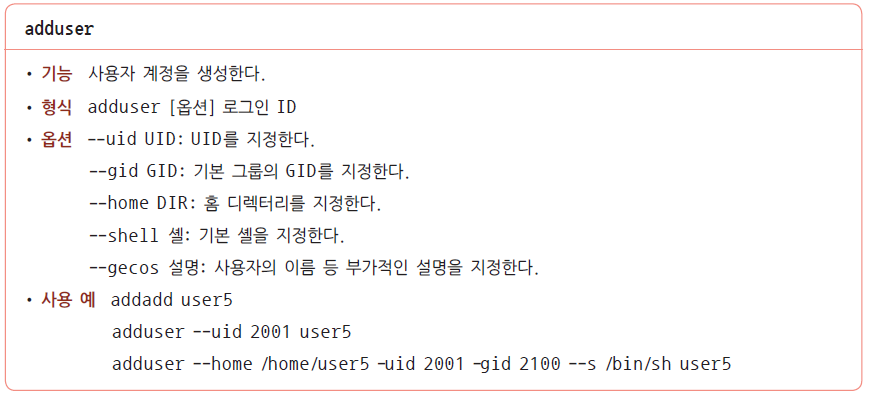 adduser
• 기능 사용자 계정을 생성한다.
• 형식 adduser [옵션] 로그인 ID
• 옵션 --uid UID: UID를 지정한다.
--gid GID: 기본 그룹의 GID를 지정한다.
--home DIR: 홈 디렉터리를 지정한다.
--shell 셸: 기본 셸을 지정한다.
--gecos 설명: 사용자의 이름 등 부가적인 설명을 지정한다.
• 사용 예 addadd user5
adduser --uid 2001 user5
adduser --home /home/user5 -uid 2001 -gid 2100 --s /bin/sh user5